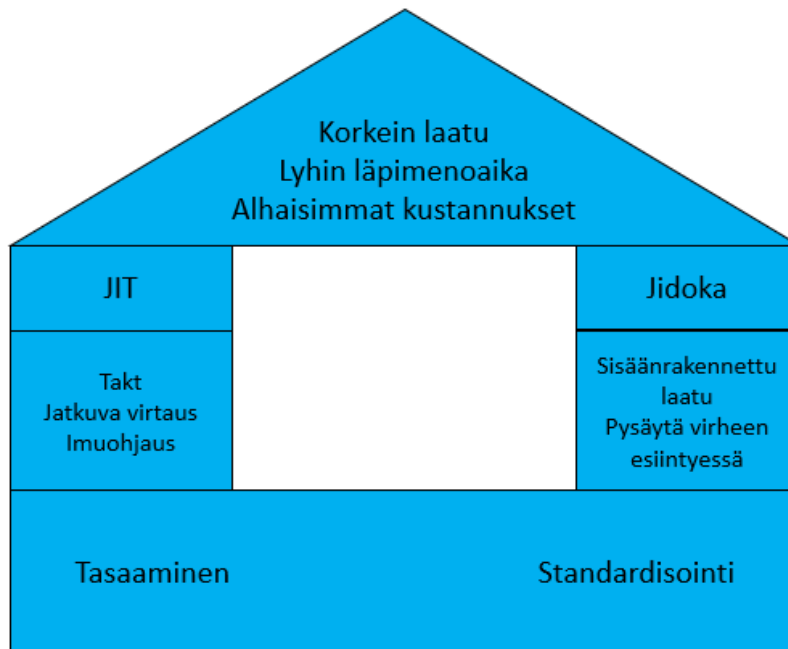 Korkein laatu
Lyhin läpimenoaika
Alhaisimmat kustannukset
JIT
Jidoka
Takt
Jatkuva virtaus
Imuohjaus
Sisäänrakennettu
laatu
Pysäytä virheen
esiintyessä
Tasaaminen
Standardisointi